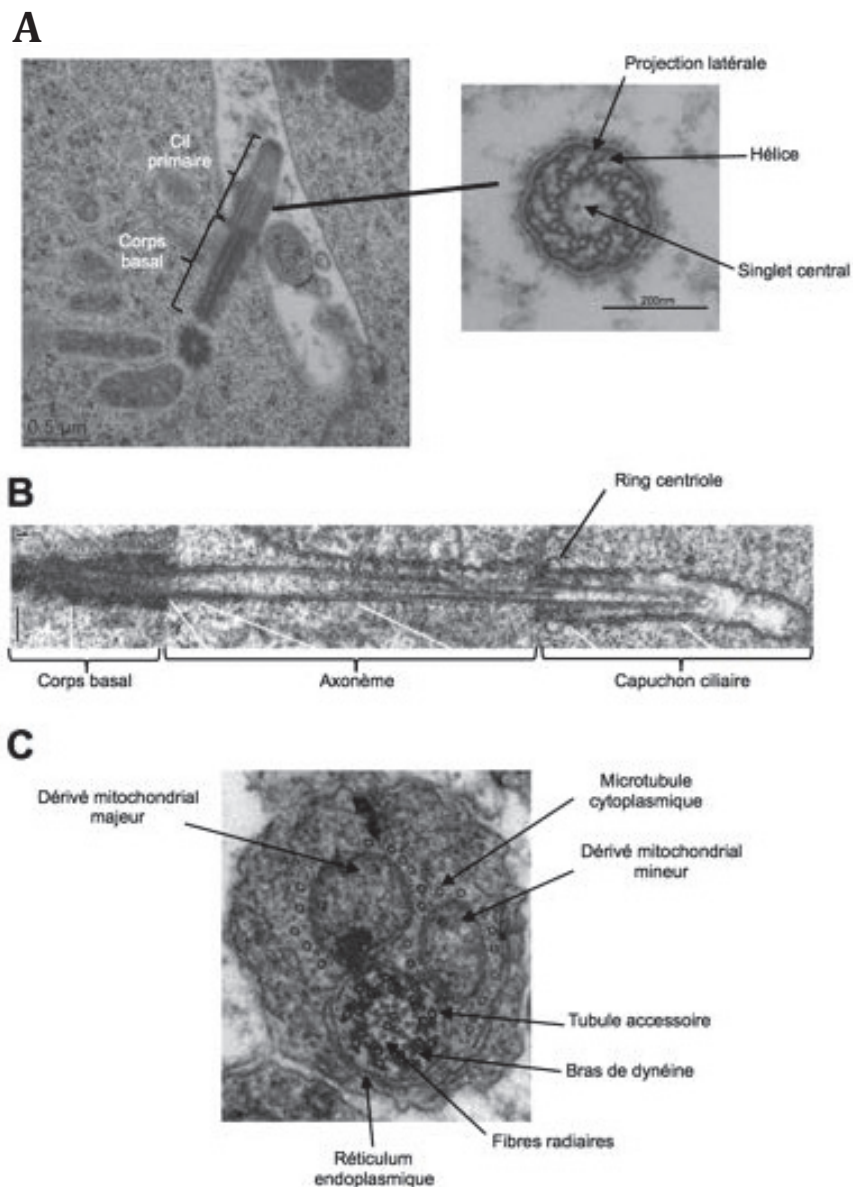 A
Projection latérale
Cil
primaire
Hélice
Corps
basal
Singlet central
200nm
0.5 µm
B
Ring centriole
Corps basal
Axonème
Capuchon ciliaire
C
Dérivé mitochondrial
majeur
Microtubule
cytoplasmique
Dérivé mitochondrial
mineur
Tubule accessoire
Bras de dynéine
Fibres radiaires
Réticulum
endoplasmique